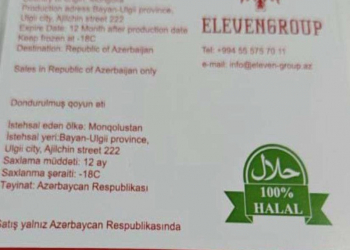 Production adress:Bayan-Ulgii province,
Ulgii city, Ajilchin street 222
Expire Date: 12 Month after production date
Keep frozen at -18C
Destination: Republic of Azerbaijan
Sales in Republic of Azerbaijan only
ELEVENGROUP
Tel: +994 55 575 70 11
e-mail: info@eleven-group.az
Dondurulmuş qoyun əti
İstehsal edən ölkə: Monqolustan
İstehsal yeri:Bayan-Ulgii province,
Ulgii city, Ajilchin street 222
Saxlama müddəti: 12 ay
Saxlanma şəraiti: -18C
Təyinat: Azərbaycan Respublikası
Satış yalnız Azərbaycan Respublikasında
حلال
100%
HALAL